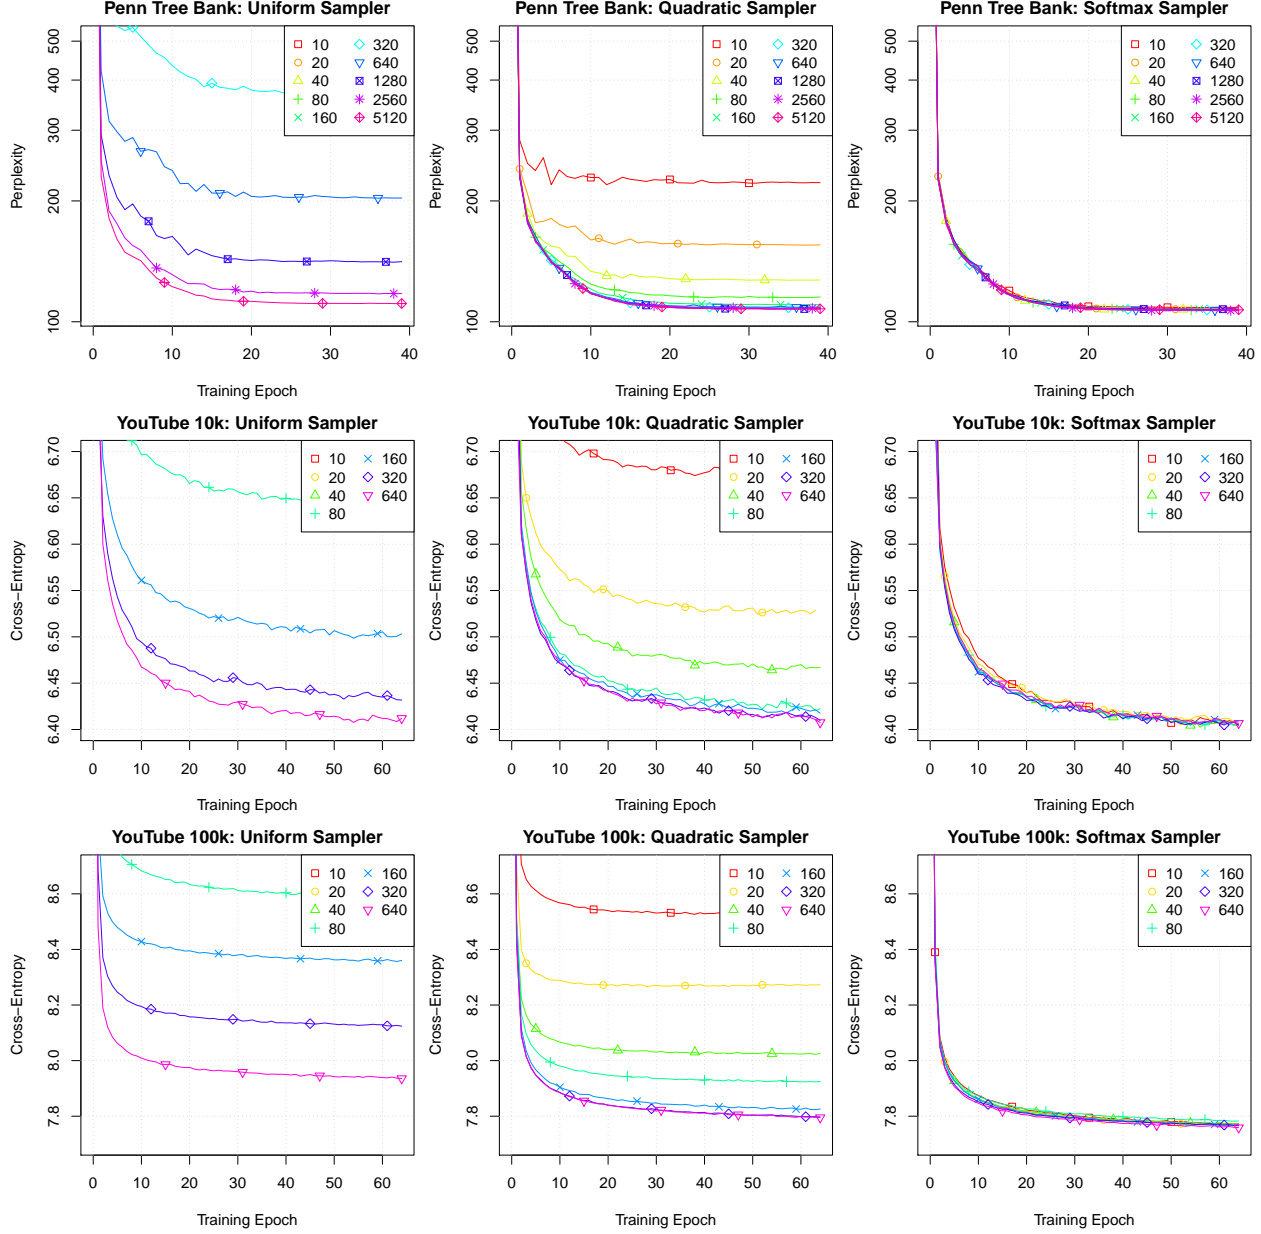 Penn Tree Bank: Uniform Sampler
Perplexity
500
400
300
200
100
10 320
20 640
40 1280
80 2560
160 5120
0 10 20 30 40
Training Epoch
Penn Tree Bank: Quadratic Sampler
Perplexity
500
400
300
200
100
10 320
20 640
40 1280
80 2560
160 5120
0 10 20 30 40
Training Epoch
Penn Tree Bank: Softmax Sampler
Perplexity
500
400
300
200
100
10 320
20 640
40 1280
80 2560
160 5120
0 10 20 30 40
Training Epoch
YouTube 10k: Uniform Sampler
Cross−Entropy
6.70
6.65
6.60
6.55
6.50
6.45
6.40
10 160
20 320
40 640
80
0 10 20 30 40 50 60
Training Epoch
YouTube 10k: Quadratic Sampler
Cross−Entropy
6.70
6.65
6.60
6.55
6.50
6.45
6.40
10 160
20 320
40 640
80
0 10 20 30 40 50 60
Training Epoch
YouTube 10k: Softmax Sampler
Cross−Entropy
6.70
6.65
6.60
6.55
6.50
6.45
6.40
10 160
20 320
40 640
80
0 10 20 30 40 50 60
Training Epoch
YouTube 100k: Uniform Sampler
Cross−Entropy
8.6
8.4
8.2
8.0
7.8
10 160
20 320
40 640
80
0 10 20 30 40 50 60
Training Epoch
YouTube 100k: Quadratic Sampler
Cross−Entropy
8.6
8.4
8.2
8.0
7.8
10 160
20 320
40 640
80
0 10 20 30 40 50 60
Training Epoch
YouTube 100k: Softmax Sampler
Cross−Entropy
8.6
8.4
8.2
8.0
7.8
10 160
20 320
40 640
80
0 10 20 30 40 50 60
Training Epoch